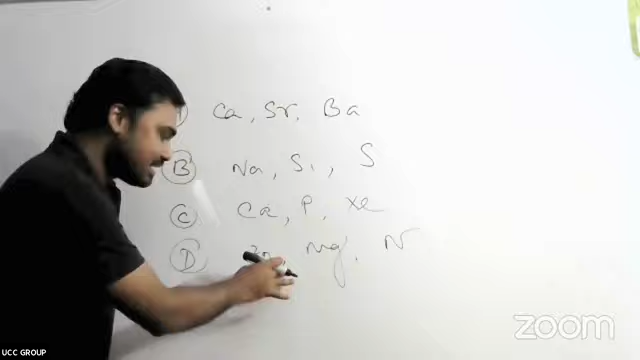 Ca, Sr, Ba
(B) Na, Si, S
(C) Ca, P, Xe
(D) Mg, N
zoom
UCC GROUP